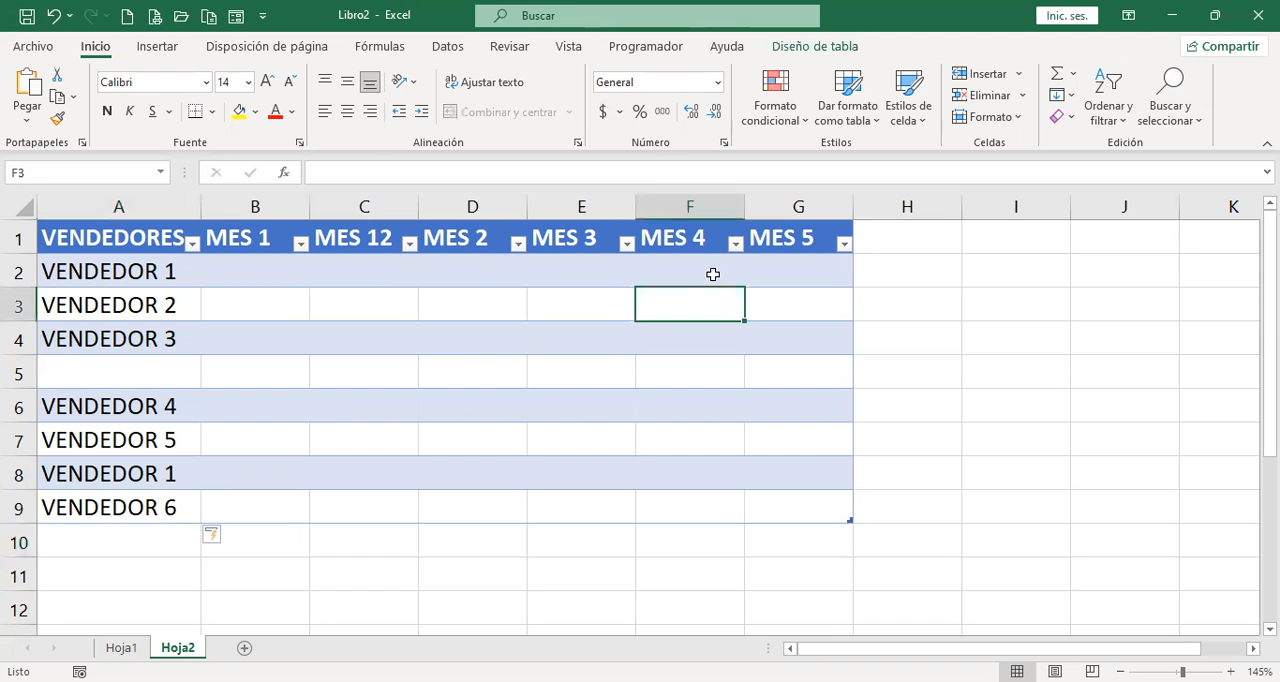 Libro2 - Excel
Buscar
Inic. ses.
Archivo Inicio Insertar Disposición de página Fórmulas Datos Revisar Vista Programador Ayuda Diseño de tabla Compartir
Pegar
Calibri 14
N K S
Ajustar texto
Combinar y centrar
General
$ % 000
Formato condicional
Dar formato como tabla
Estilos de celda
Insertar
Eliminar
Formato
Ordenar y filtrar
Buscar y seleccionar
Portapapeles Fuente Alineación Número Estilos Celdas Edición
F3 fx
A B C D E F G H I J K
1 VENDEDORES MES 1 MES 12 MES 2 MES 3 MES 4 MES 5
2 VENDEDOR 1
3 VENDEDOR 2
4 VENDEDOR 3
5
6 VENDEDOR 4
7 VENDEDOR 5
8 VENDEDOR 1
9 VENDEDOR 6
10
11
12
Hoja1 Hoja2
Listo 145%